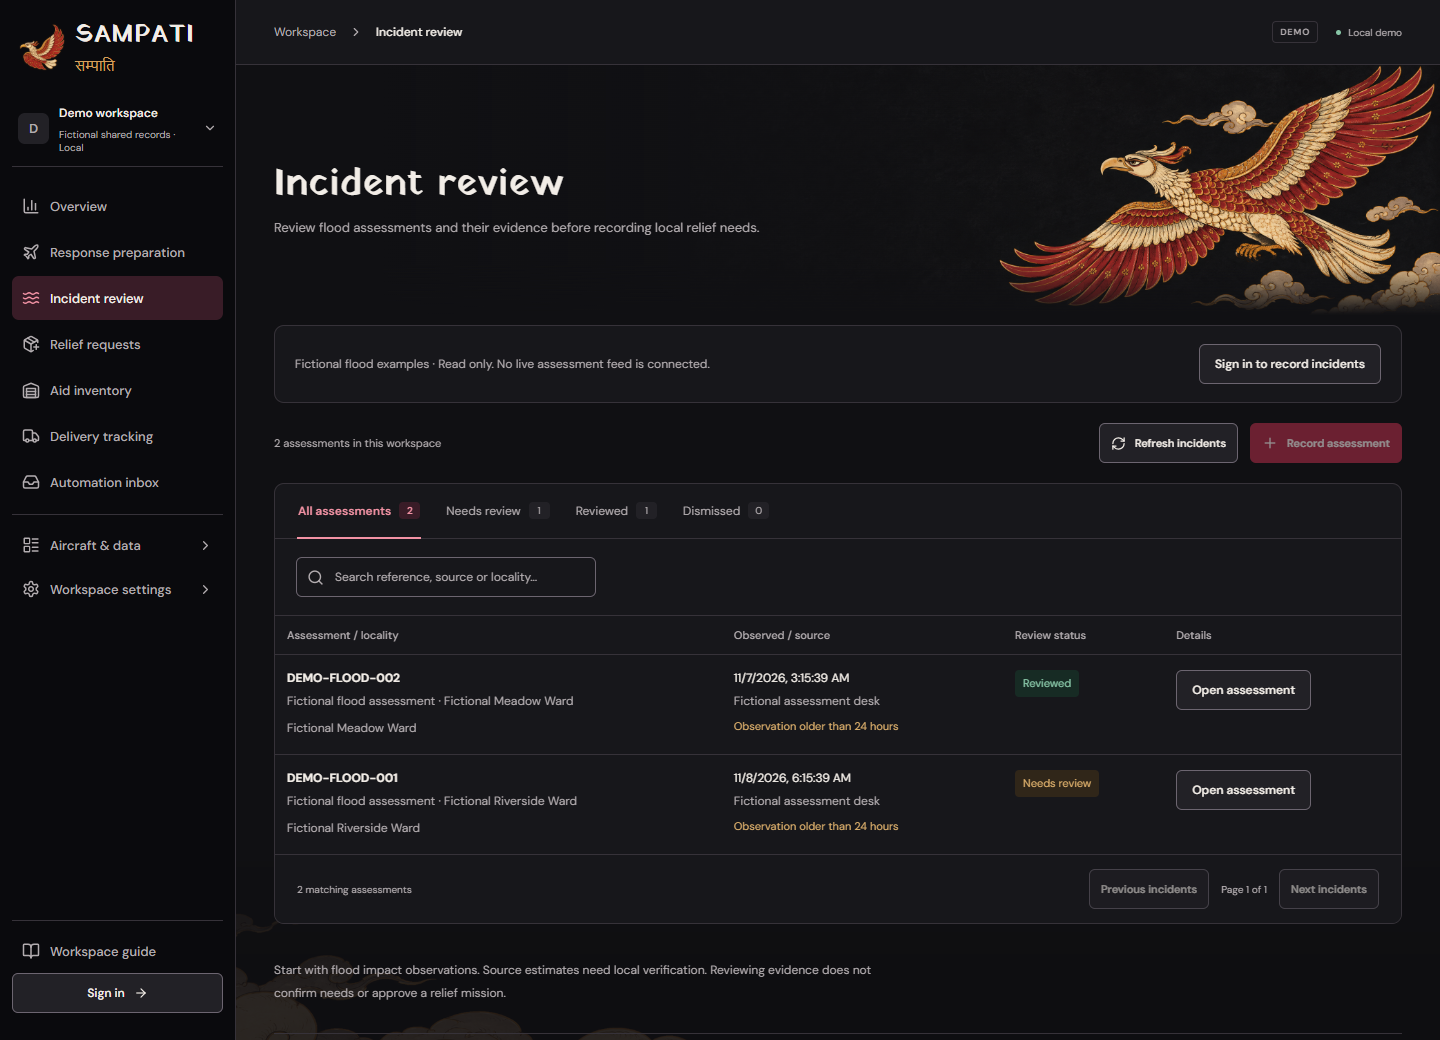 SAMPATI
सम्पाति
Demo workspace
D
Fictional shared records ·
Local
Overview
Response preparation
Incident review
Relief requests
Aid inventory
Delivery tracking
Automation inbox
Aircraft & data
Workspace settings
Workspace guide
Sign in
Workspace Incident review
DEMO Local demo
Incident review
Review flood assessments and their evidence before recording local relief needs.
Fictional flood examples · Read only. No live assessment feed is connected.
Sign in to record incidents
2 assessments in this workspace
Refresh incidents
Record assessment
All assessments 2 Needs review 1 Reviewed 1 Dismissed 0
Search reference, source or locality...
Assessment / locality Observed / source Review status Details
DEMO-FLOOD-002 11/7/2026, 3:15:39 AM Reviewed Open assessment
Fictional flood assessment · Fictional Meadow Ward Fictional assessment desk
Fictional Meadow Ward Observation older than 24 hours
DEMO-FLOOD-001 11/8/2026, 6:15:39 AM Needs review Open assessment
Fictional flood assessment · Fictional Riverside Ward Fictional assessment desk
Fictional Riverside Ward Observation older than 24 hours
2 matching assessments Previous incidents Page 1 of 1 Next incidents
Start with flood impact observations. Source estimates need local verification. Reviewing evidence does not
confirm needs or approve a relief mission.